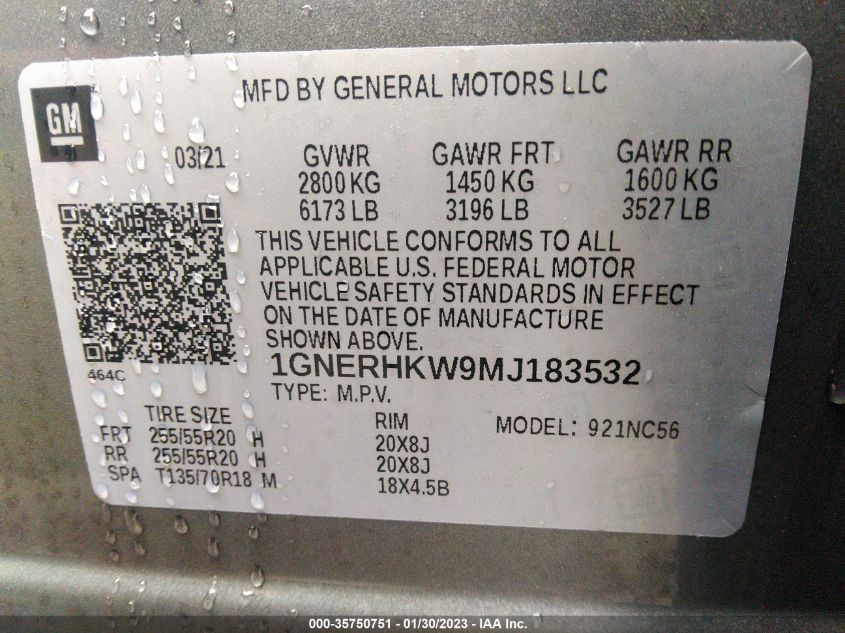 MFD BY GENERAL MOTORS LLC
GM
03/21 GVWR GAWR FRT GAWR RR
2800 KG 1450 KG 1600 KG
6173 LB 3196 LB 3527 LB
THIS VEHICLE CONFORMS TO ALL
APPLICABLE U.S. FEDERAL MOTOR
VEHICLE SAFETY STANDARDS IN EFFECT
ON THE DATE OF MANUFACTURE
SHOWN ABOVE.
464C
1GNERHKW9MJ183532
TYPE: M.P.V.
TIRE SIZE RIM MODEL: 921NC56
FRT 255/55R20 H 20X8J
RR 255/55R20 H 20X8J
SPA T135/70R18 M 18X4.5B
000-35750751 — 01/30/2023 — IAA Inc.